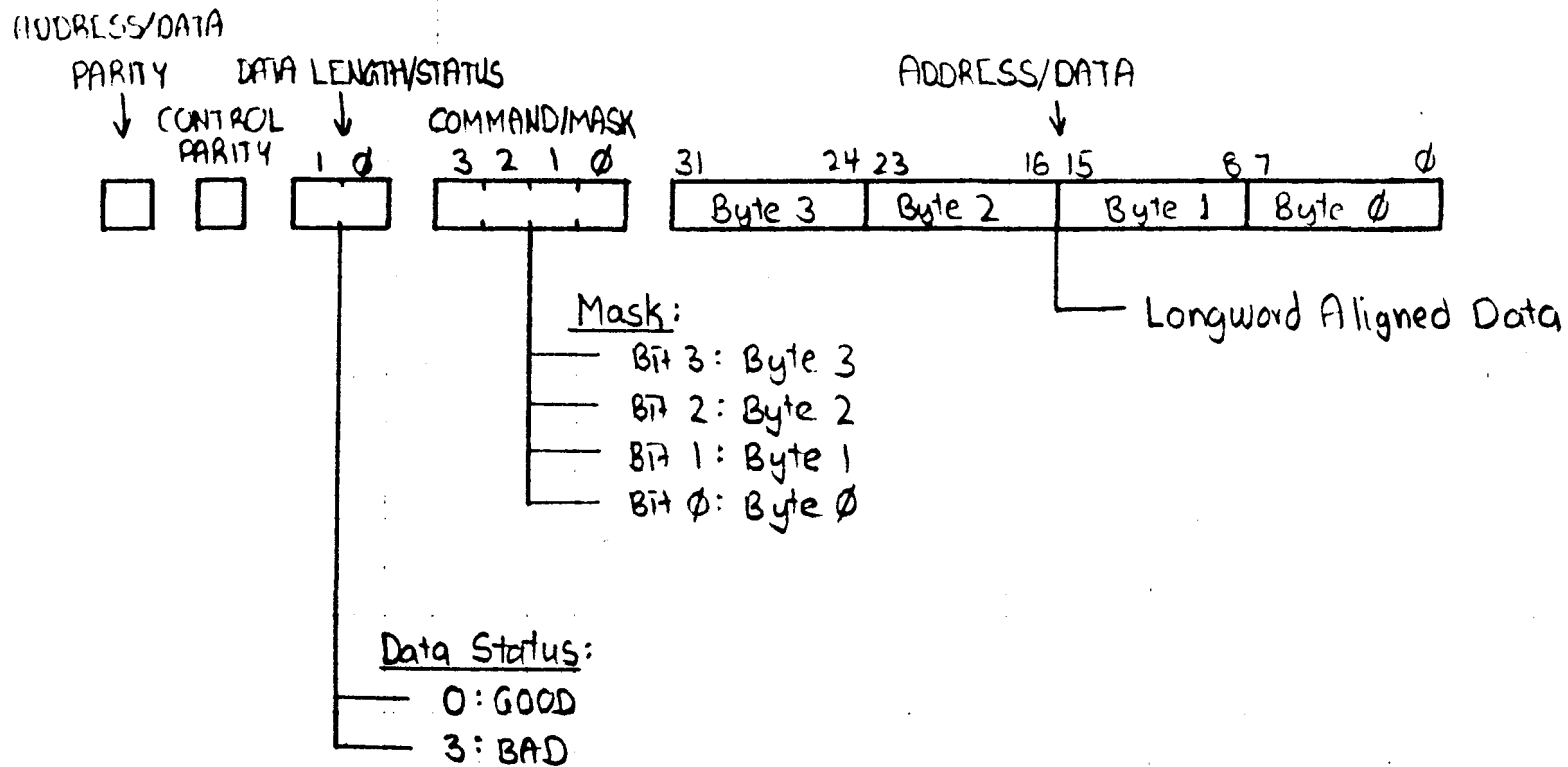 ADDRESS/DATA
PARITY DATA LENGTH/STATUS ADDRESS/DATA
CONTROL COMMAND/MASK
PARITY
1 Ø 3 2 1 Ø 31 24 23 16 15 8 7 Ø
Byte 3 Byte 2 Byte 1 Byte Ø
Longword Aligned Data
Mask:
Bit 3: Byte 3
Bit 2: Byte 2
Bit 1: Byte 1
Bit Ø: Byte Ø
Data Status:
0: GOOD
3: BAD